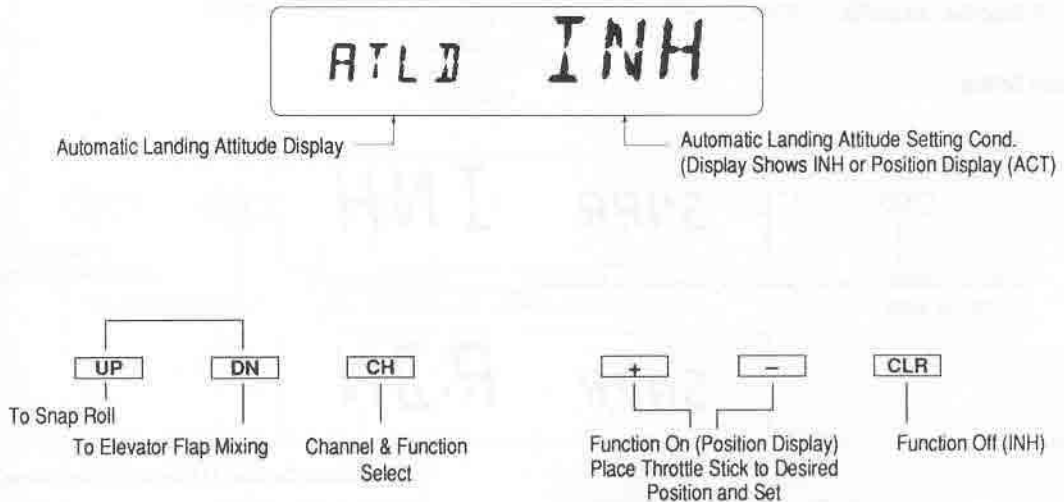 ATLD INH
Automatic Landing Attitude Display
Automatic Landing Attitude Setting Cond.
(Display Shows INH or Position Display (ACT)
UP DN CH + – CLR
To Snap Roll
To Elevator Flap Mixing
Channel & Function
Select
Function On (Position Display)
Place Throttle Stick to Desired
Position and Set
Function Off (INH)